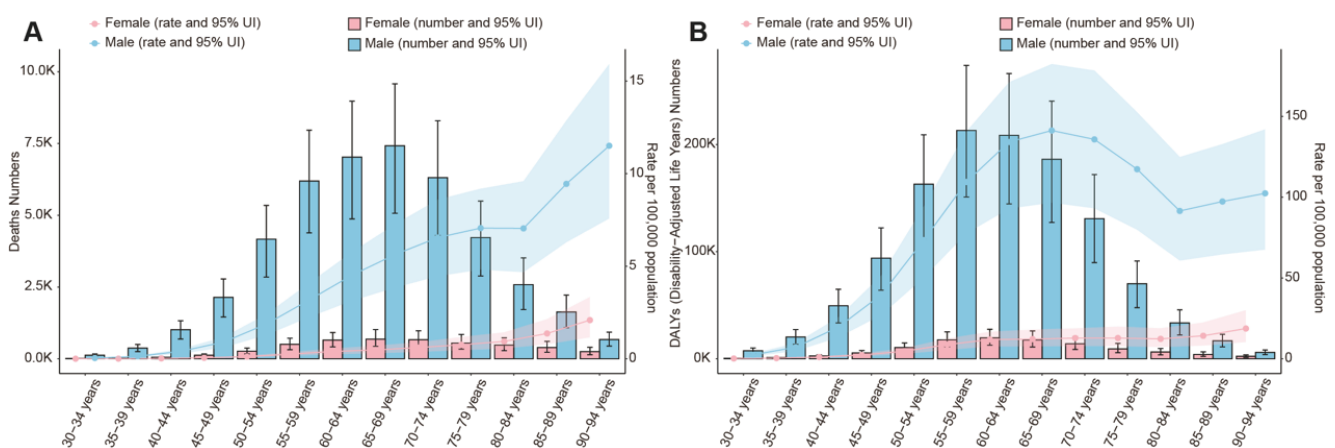 A
Female (rate and 95% UI)
Male (rate and 95% UI)
Female (number and 95% UI)
Male (number and 95% UI)
Deaths Numbers
10.0K
7.5K
5.0K
2.5K
0.0K
15
10
5
0
Rate per 100,000 population
30−34 years
35−39 years
40−44 years
45−49 years
50−54 years
55−59 years
60−64 years
65−69 years
70−74 years
75−79 years
80−84 years
85−89 years
90−94 years
B
Female (rate and 95% UI)
Male (rate and 95% UI)
Female (number and 95% UI)
Male (number and 95% UI)
DALYs (Disability−Adjusted Life Years) Numbers
200K
100K
0K
150
100
50
0
Rate per 100,000 population
30−34 years
35−39 years
40−44 years
45−49 years
50−54 years
55−59 years
60−64 years
65−69 years
70−74 years
75−79 years
80−84 years
85−89 years
90−94 years